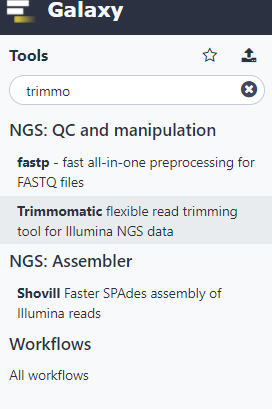 Galaxy
Tools
trimmo
NGS: QC and manipulation
fastp - fast all-in-one preprocessing for
FASTQ files
Trimmomatic flexible read trimming
tool for Illumina NGS data
NGS: Assembler
Shovill Faster SPAdes assembly of
Illumina reads
Workflows
All workflows